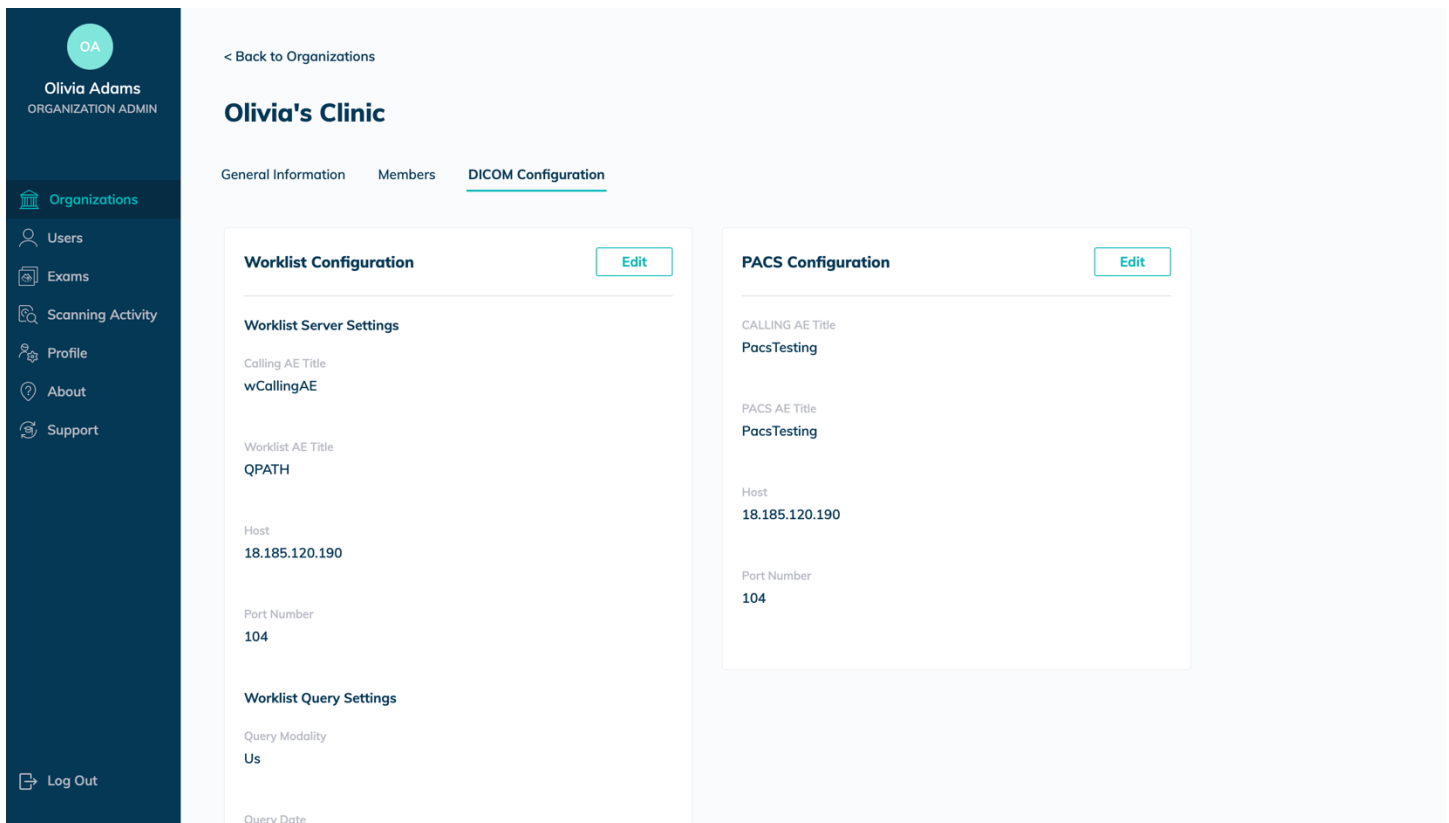 OA
Olivia Adams
ORGANIZATION ADMIN
Organizations
Users
Exams
Scanning Activity
Profile
About
Support
Log Out
< Back to Organizations
Olivia's Clinic
General Information Members DICOM Configuration
Worklist Configuration Edit
Worklist Server Settings
Calling AE Title
wCallingAE
Worklist AE Title
QPATH
Host
18.185.120.190
Port Number
104
Worklist Query Settings
Query Modality
Us
Query Date
PACS Configuration Edit
CALLING AE Title
PacsTesting
PACS AE Title
PacsTesting
Host
18.185.120.190
Port Number
104